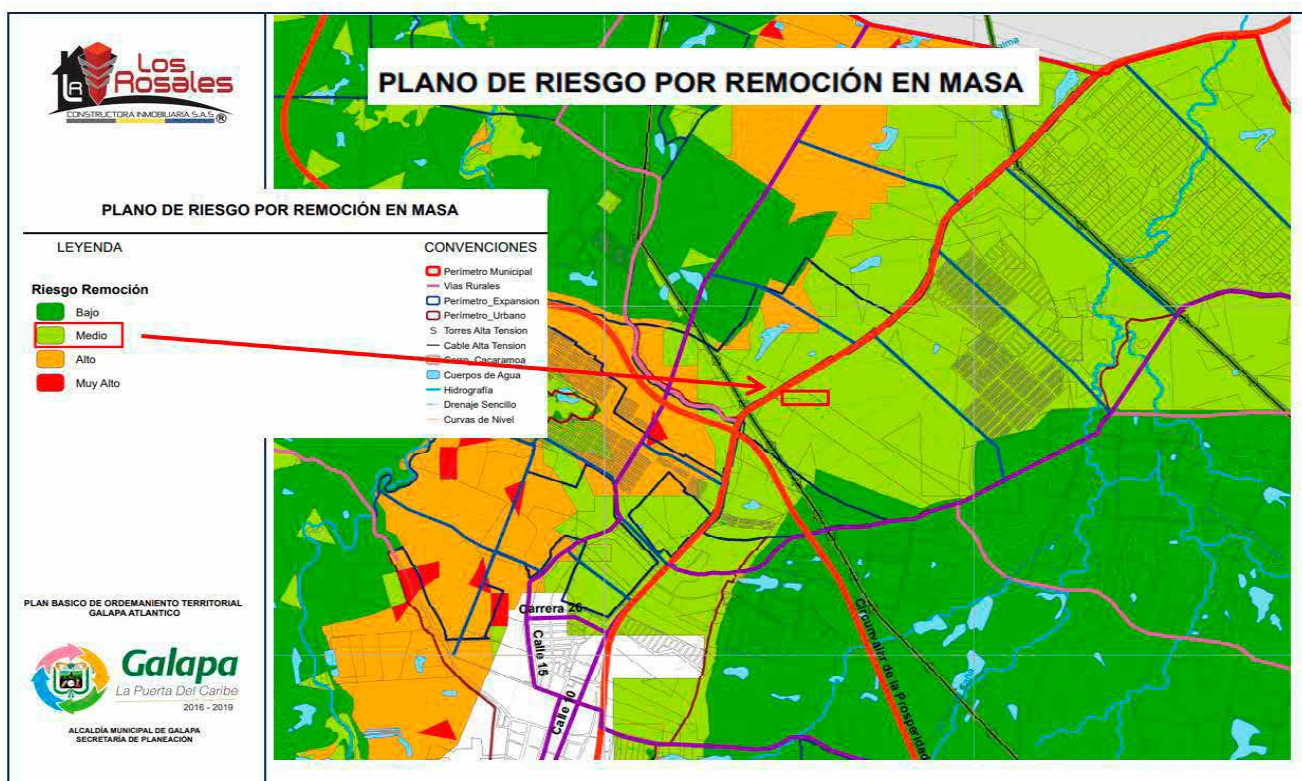 Los
Rosales
LR
CONSTRUCTORA INMOBILIARIA S.A.S ®
PLANO DE RIESGO POR REMOCIÓN EN MASA
PLANO DE RIESGO POR REMOCIÓN EN MASA
LEYENDA
Riesgo Remoción
Bajo
Medio
Alto
Muy Alto
CONVENCIONES
Perímetro Municipal
Vias Rurales
Perímetro_Expansion
Perímetro_Urbano
S Torres Alta Tension
Cable Alta Tension
Cerro_Cacaramoa
Cuerpos de Agua
Hidrografía
Drenaje Sencillo
Curvas de Nivel
Carrera 26
Calle 15
Calle 10
Circunvalar de la Prosperidad
PLAN BASICO DE ORDEMANIENTO TERRITORIAL
GALAPA ATLANTICO
Galapa
La Puerta Del Caribe
2016 - 2019
ALCALDÍA MUNICIPAL DE GALAPA
SECRETARÍA DE PLANEACIÓN